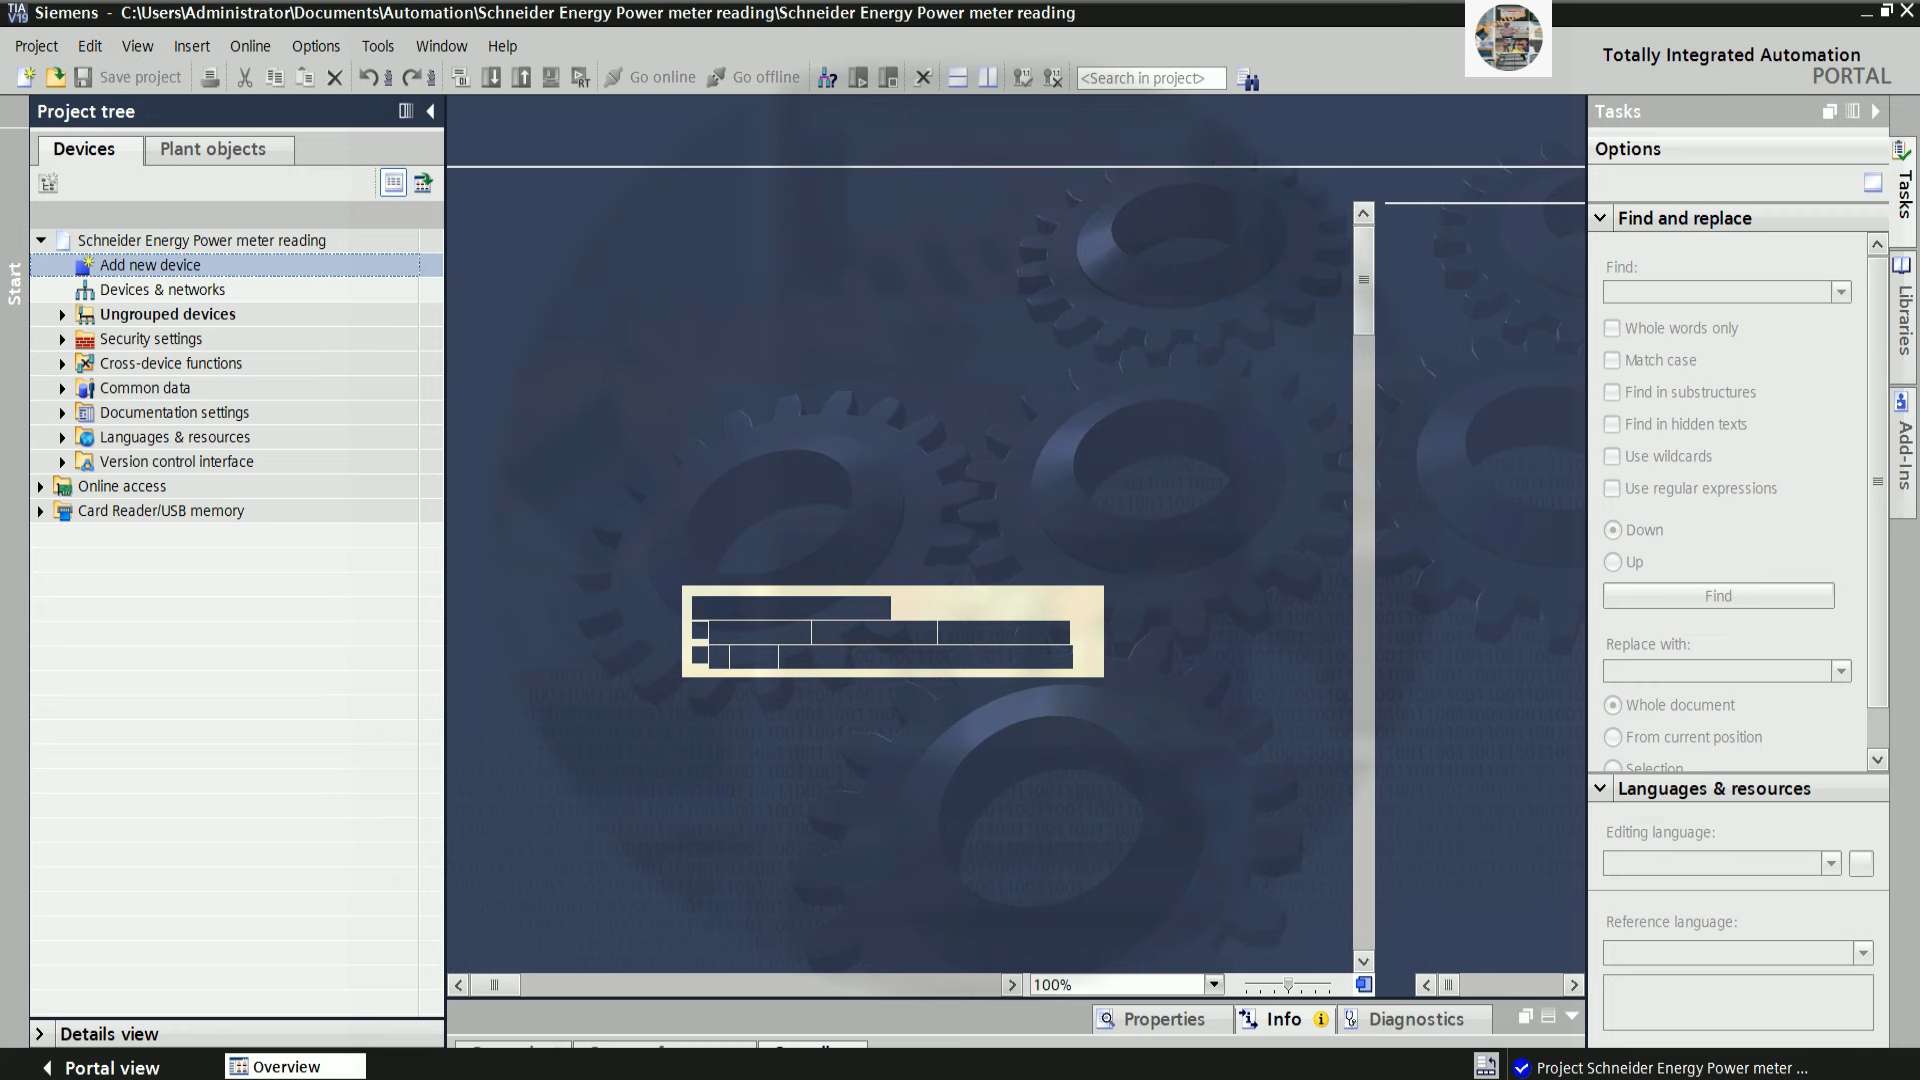 TIA
V19
Siemens - C:\Users\Administrator\Documents\Automation\Schneider Energy Power meter reading\Schneider Energy Power meter reading
Project Edit View Insert Online Options Tools Window Help
Totally Integrated Automation
PORTAL
Save project
Go online
Go offline
<Search in project>
Project tree
Devices
Plant objects
Start
Schneider Energy Power meter reading
Add new device
Devices & networks
Ungrouped devices
Security settings
Cross-device functions
Common data
Documentation settings
Languages & resources
Version control interface
Online access
Card Reader/USB memory
Details view
100%
Properties
Info
Diagnostics
Tasks
Options
Find and replace
Find:
Whole words only
Match case
Find in substructures
Find in hidden texts
Use wildcards
Use regular expressions
Down
Up
Find
Replace with:
Whole document
From current position
Selection
Languages & resources
Editing language:
Reference language:
Tasks
Libraries
Add-Ins
Portal view
Overview
Project Schneider Energy Power meter ...